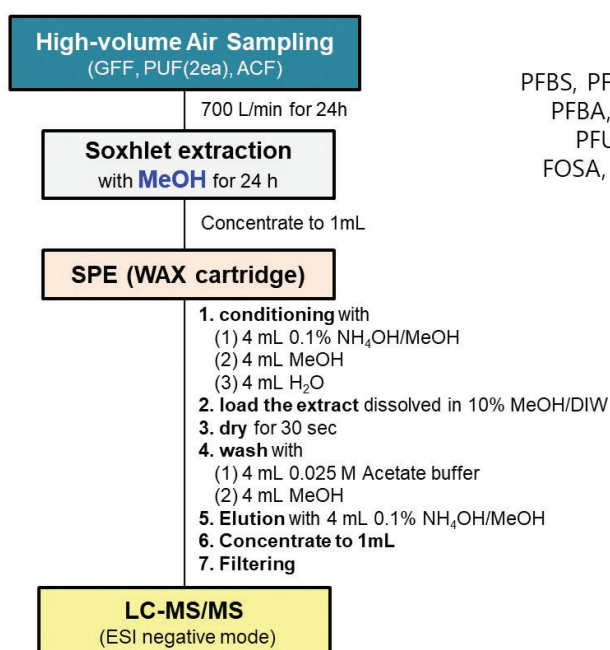 High-volume Air Sampling
(GFF, PUF(2ea), ACF)
700 L/min for 24h
Soxhlet extraction
with MeOH for 24 h
Concentrate to 1mL
SPE (WAX cartridge)
1. conditioning with
(1) 4 mL 0.1% NH₄OH/MeOH
(2) 4 mL MeOH
(3) 4 mL H₂O
2. load the extract dissolved in 10% MeOH/DIW
3. dry for 30 sec
4. wash with
(1) 4 mL 0.025 M Acetate buffer
(2) 4 mL MeOH
5. Elution with 4 mL 0.1% NH₄OH/MeOH
6. Concentrate to 1mL
7. Filtering
LC-MS/MS
(ESI negative mode)
PFBS, PF
PFBA,
PFU
FOSA,